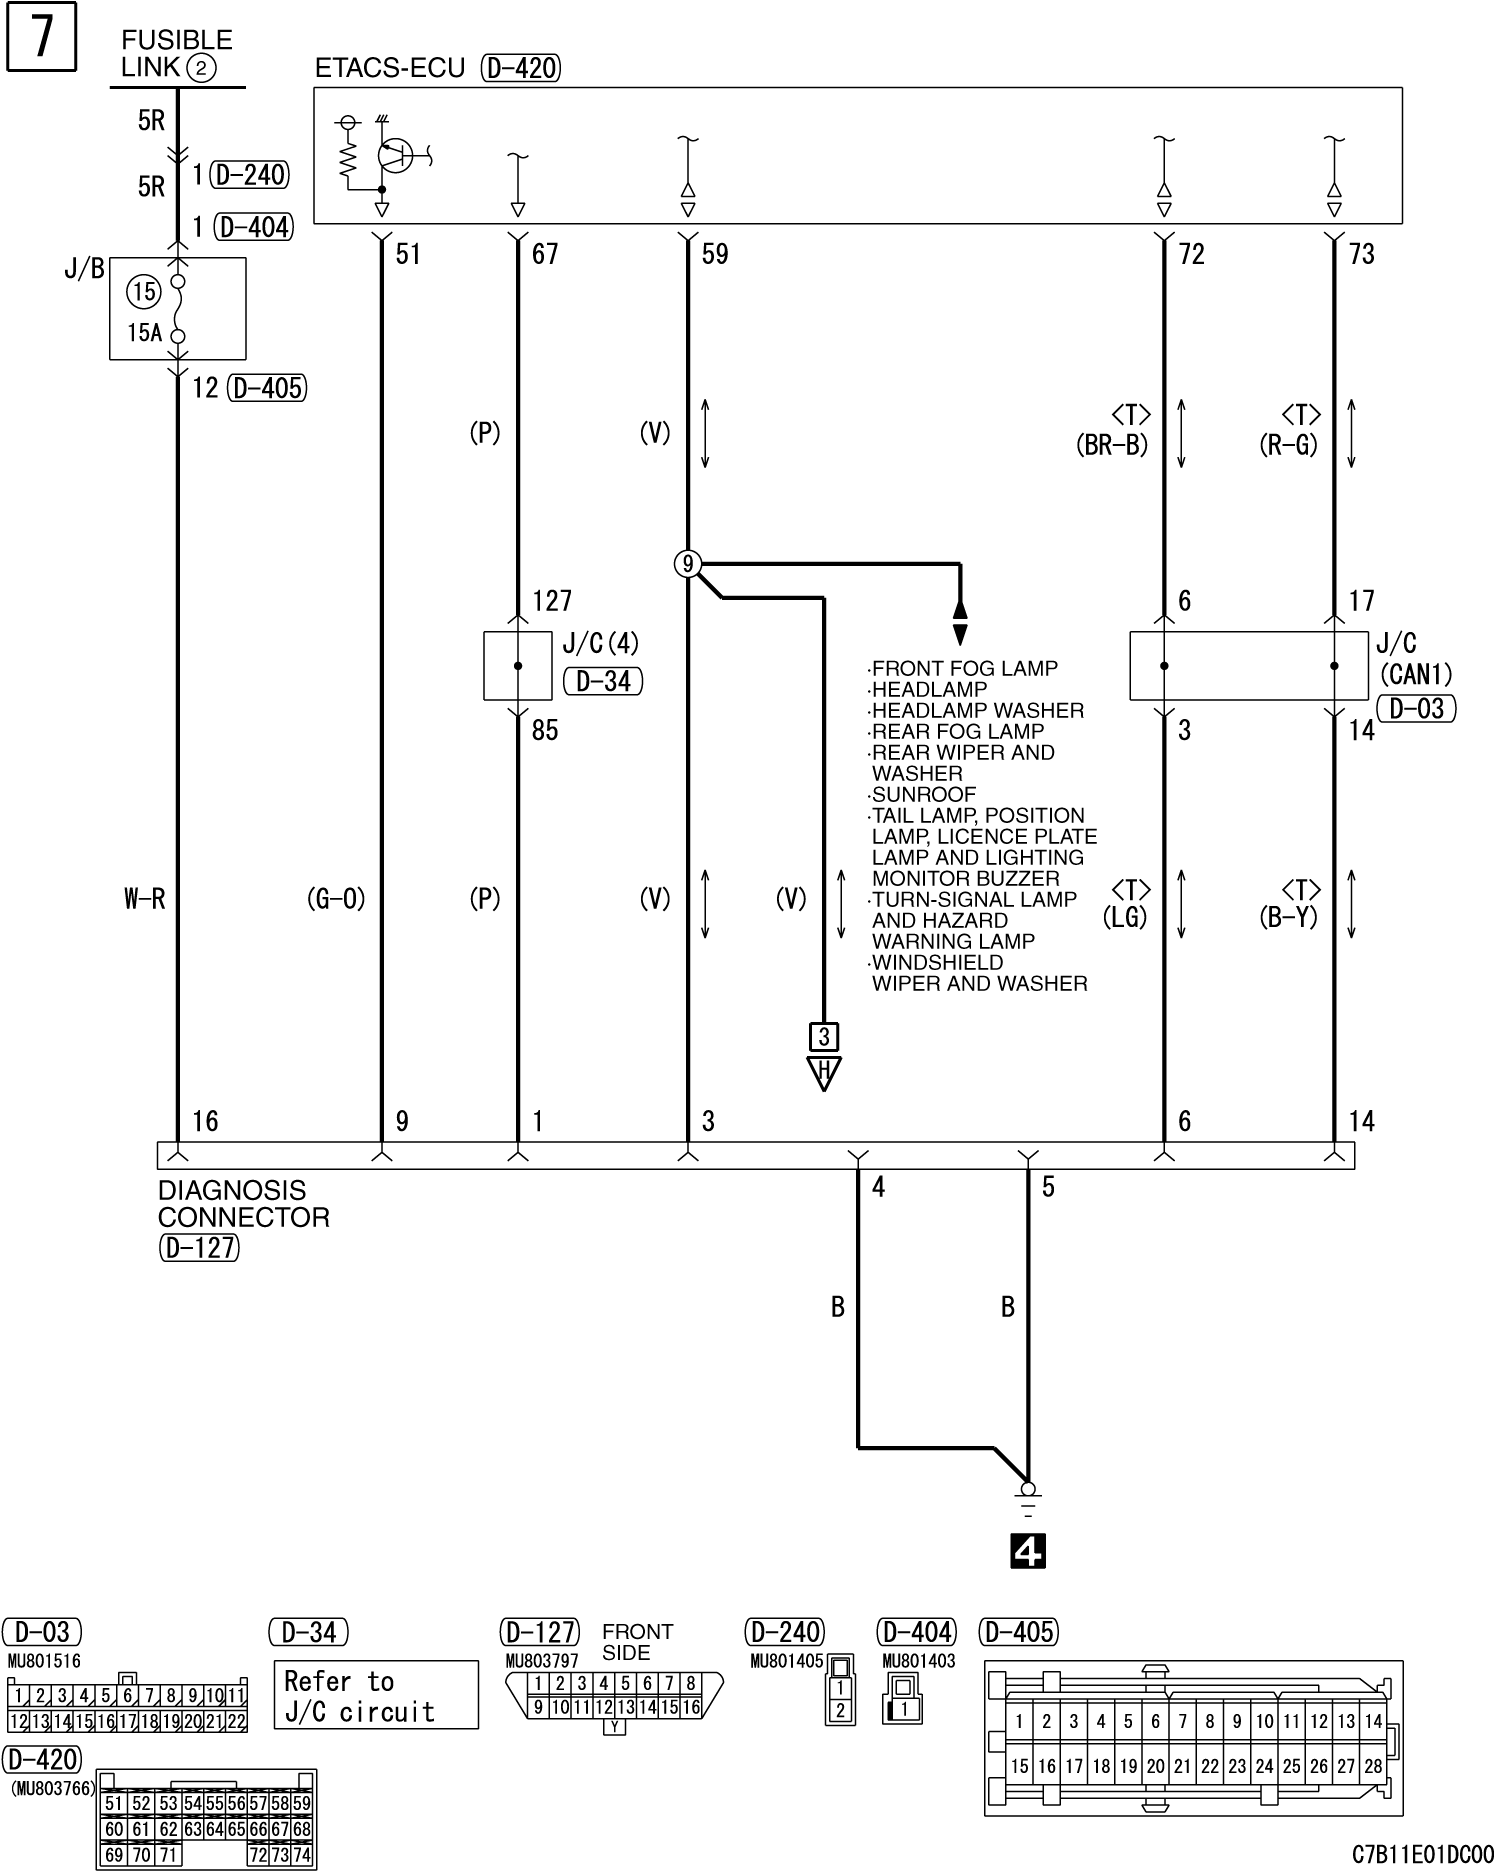 7
FUSIBLE
LINK 2
ETACS-ECU D-420
5R
1 D-240
5R
1 D-404
J/B
15
15A
12 D-405
51
67
59
72
73
(P)
(V)
<T>
(BR-B)
<T>
(R-G)
9
127
6
17
J/C(4)
D-34
J/C
(CAN1)
D-03
85
3
14
·FRONT FOG LAMP
·HEADLAMP
·HEADLAMP WASHER
·REAR FOG LAMP
·REAR WIPER AND
WASHER
·SUNROOF
·TAIL LAMP, POSITION
LAMP, LICENCE PLATE
LAMP AND LIGHTING
MONITOR BUZZER
·TURN-SIGNAL LAMP
AND HAZARD
WARNING LAMP
·WINDSHIELD
WIPER AND WASHER
W-R
(G-O)
(P)
(V)
(V)
<T>
(LG)
<T>
(B-Y)
3
H
16
9
1
3
6
14
DIAGNOSIS
CONNECTOR
D-127
4
5
B
B
4
D-03
MU801516
1 2 3 4 5 6 7 8 9 10 11
12 13 14 15 16 17 18 19 20 21 22
D-34
Refer to
J/C circuit
D-127
MU803797
FRONT
SIDE
1 2 3 4 5 6 7 8
9 10 11 12 13 14 15 16
Y
D-240
MU801405
1
2
D-404
MU801403
1
D-405
1 2 3 4 5 6 7 8 9 10 11 12 13 14
15 16 17 18 19 20 21 22 23 24 25 26 27 28
D-420
(MU803766)
51 52 53 54 55 56 57 58 59
60 61 62 63 64 65 66 67 68
69 70 71 72 73 74
C7B11E01DC00